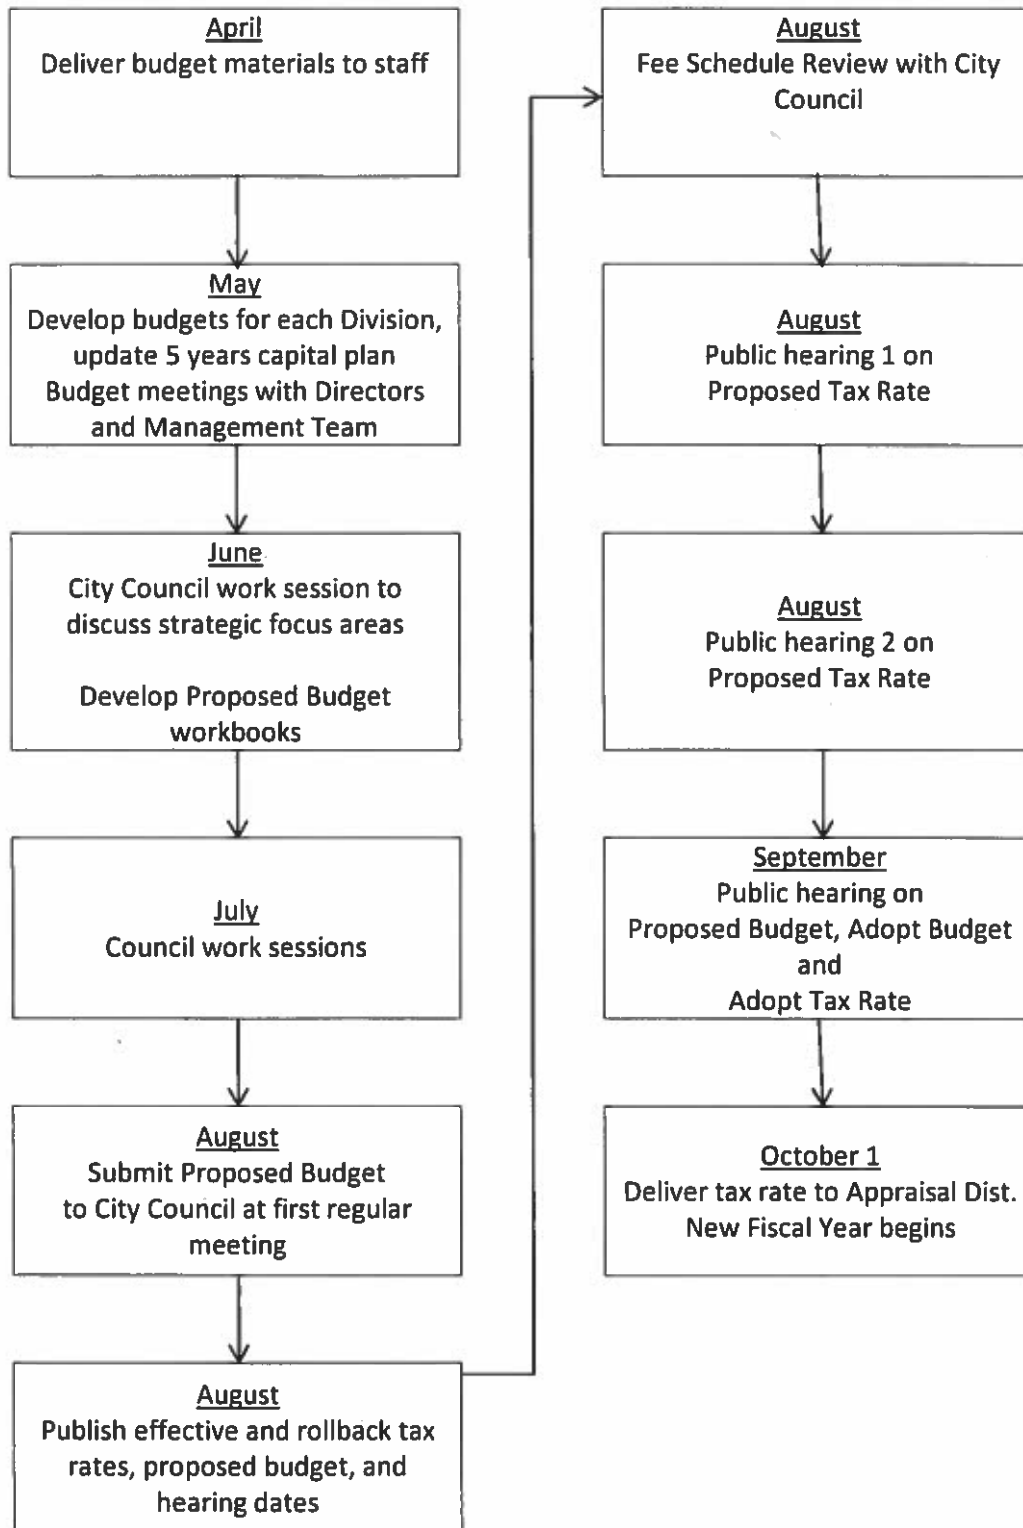 April
Deliver budget materials to staff
May
Develop budgets for each Division,
update 5 years capital plan
Budget meetings with Directors
and Management Team
June
City Council work session to
discuss strategic focus areas
Develop Proposed Budget
workbooks
July
Council work sessions
August
Submit Proposed Budget
to City Council at first regular
meeting
August
Publish effective and rollback tax
rates, proposed budget, and
hearing dates
August
Fee Schedule Review with City
Council
August
Public hearing 1 on
Proposed Tax Rate
August
Public hearing 2 on
Proposed Tax Rate
September
Public hearing on
Proposed Budget, Adopt Budget
and
Adopt Tax Rate
October 1
Deliver tax rate to Appraisal Dist.
New Fiscal Year begins